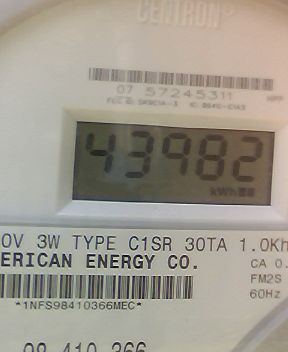 CENTRON®
07 57245311
43982
kWh
0V 3W TYPE C1SR 30TA 1.0Kh
ERICAN ENERGY CO.
CA 0.
FM2S
60Hz
*1NFS98410366MEC*
98 410 366